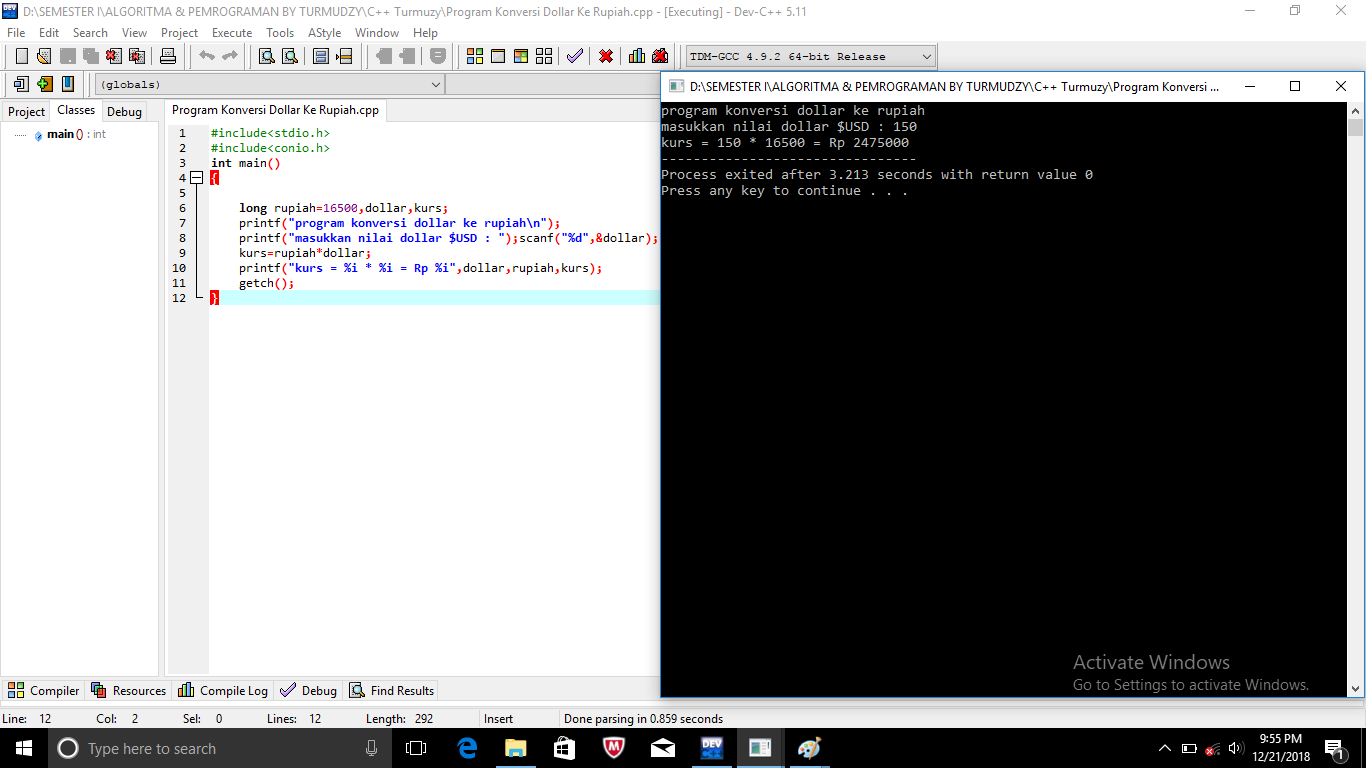 D:\SEMESTER I\ALGORITMA & PEMROGRAMAN BY TURMUDZY\C++ Turmuzy\Program Konversi Dollar Ke Rupiah.cpp - [Executing] - Dev-C++ 5.11
File Edit Search View Project Execute Tools AStyle Window Help
TDM-GCC 4.9.2 64-bit Release
(globals)
Project Classes Debug
main () : int
Program Konversi Dollar Ke Rupiah.cpp
1 #include<stdio.h>
2 #include<conio.h>
3 int main()
4 {
5
6 long rupiah=16500,dollar,kurs;
7 printf("program konversi dollar ke rupiah\n");
8 printf("masukkan nilai dollar $USD : ");scanf("%d",&dollar);
9 kurs=rupiah*dollar;
10 printf("kurs = %i * %i = Rp %i",dollar,rupiah,kurs);
11 getch();
12 }
D:\SEMESTER I\ALGORITMA & PEMROGRAMAN BY TURMUDZY\C++ Turmuzy\Program Konversi ...
program konversi dollar ke rupiah
masukkan nilai dollar $USD : 150
kurs = 150 * 16500 = Rp 2475000
--------------------------------
Process exited after 3.213 seconds with return value 0
Press any key to continue . . .
Activate Windows
Go to Settings to activate Windows.
Compiler Resources Compile Log Debug Find Results
Line: 12 Col: 2 Sel: 0 Lines: 12 Length: 292 Insert Done parsing in 0.859 seconds
Type here to search
DEV
9:55 PM
12/21/2018
1